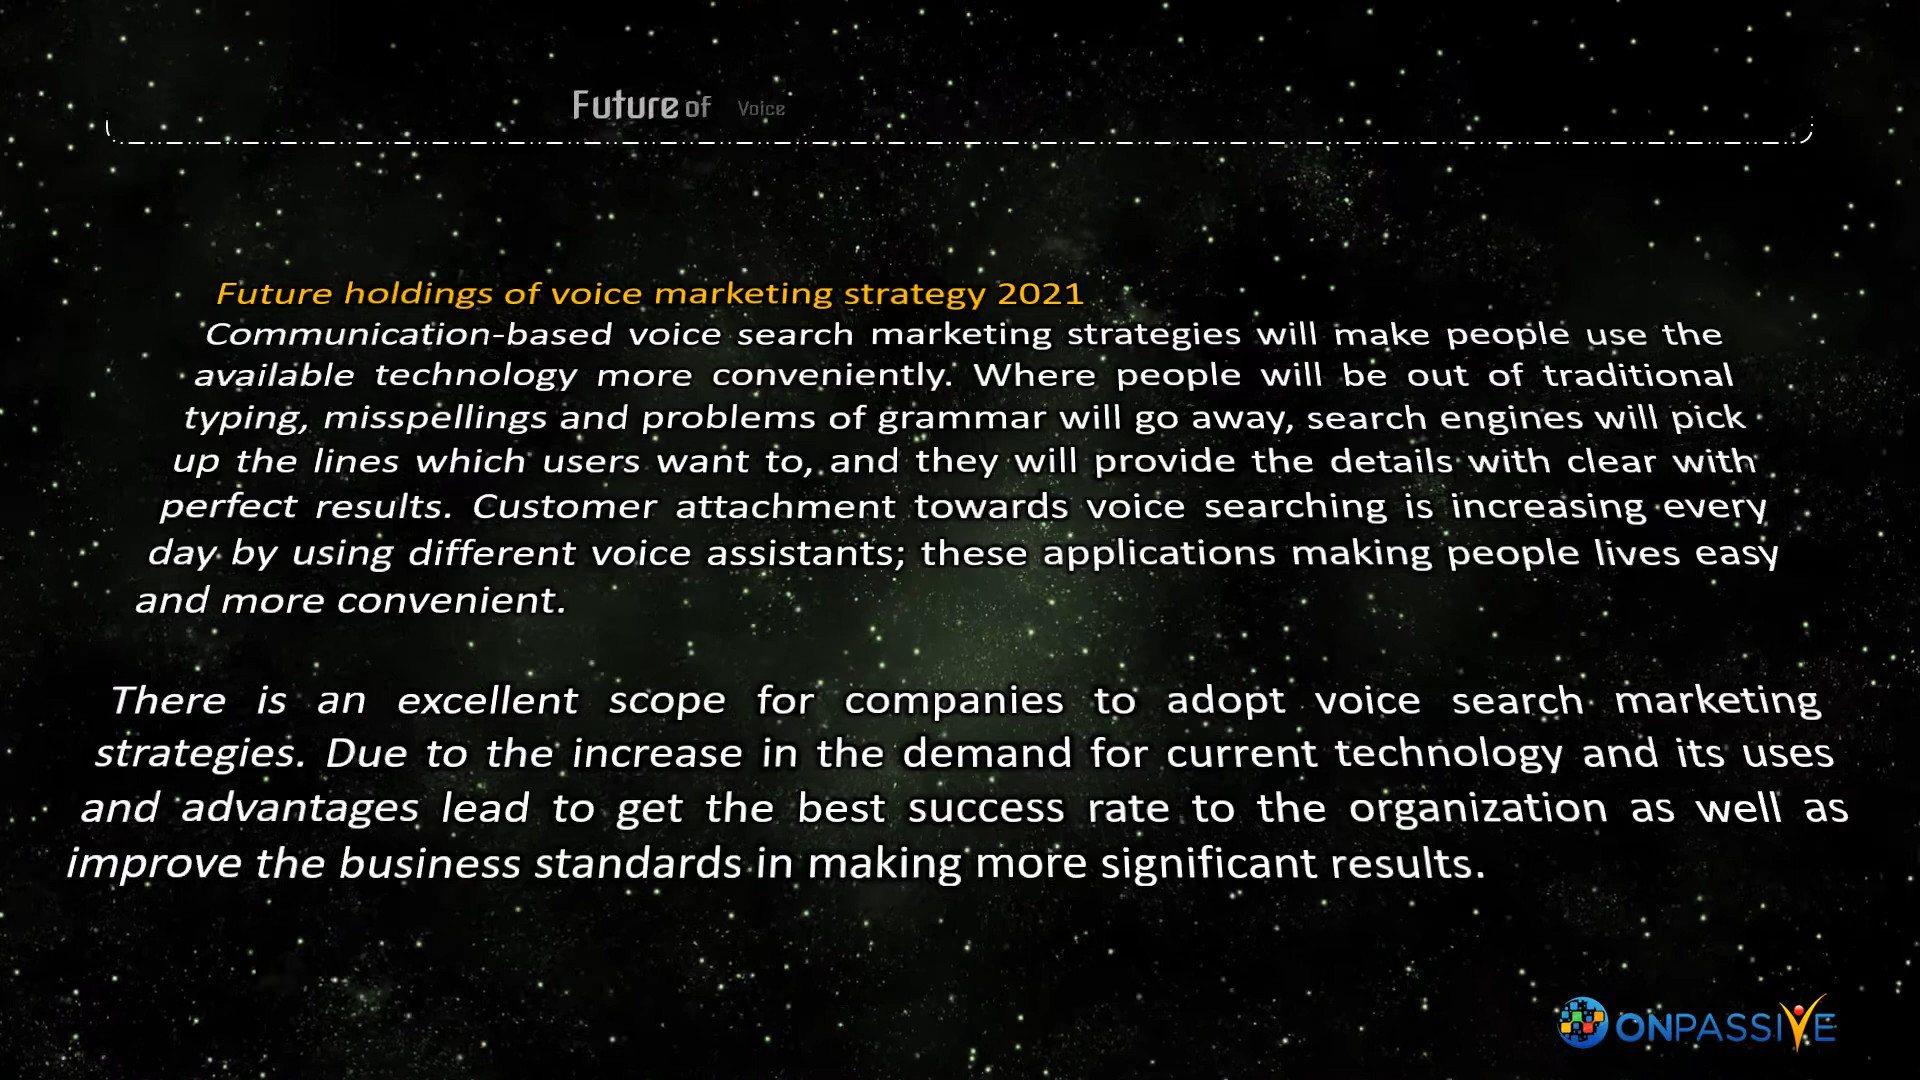 Future of Voice
Future holdings of voice marketing strategy 2021
Communication-based voice search marketing strategies will make people use the
available technology more conveniently. Where people will be out of traditional
typing, misspellings and problems of grammar will go away, search engines will pick
up the lines which users want to, and they will provide the details with clear with
perfect results. Customer attachment towards voice searching is increasing every
day by using different voice assistants; these applications making people lives easy
and more convenient.
There is an excellent scope for companies to adopt voice search marketing
strategies. Due to the increase in the demand for current technology and its uses
and advantages lead to get the best success rate to the organization as well as
improve the business standards in making more significant results.
ONPASSIVE